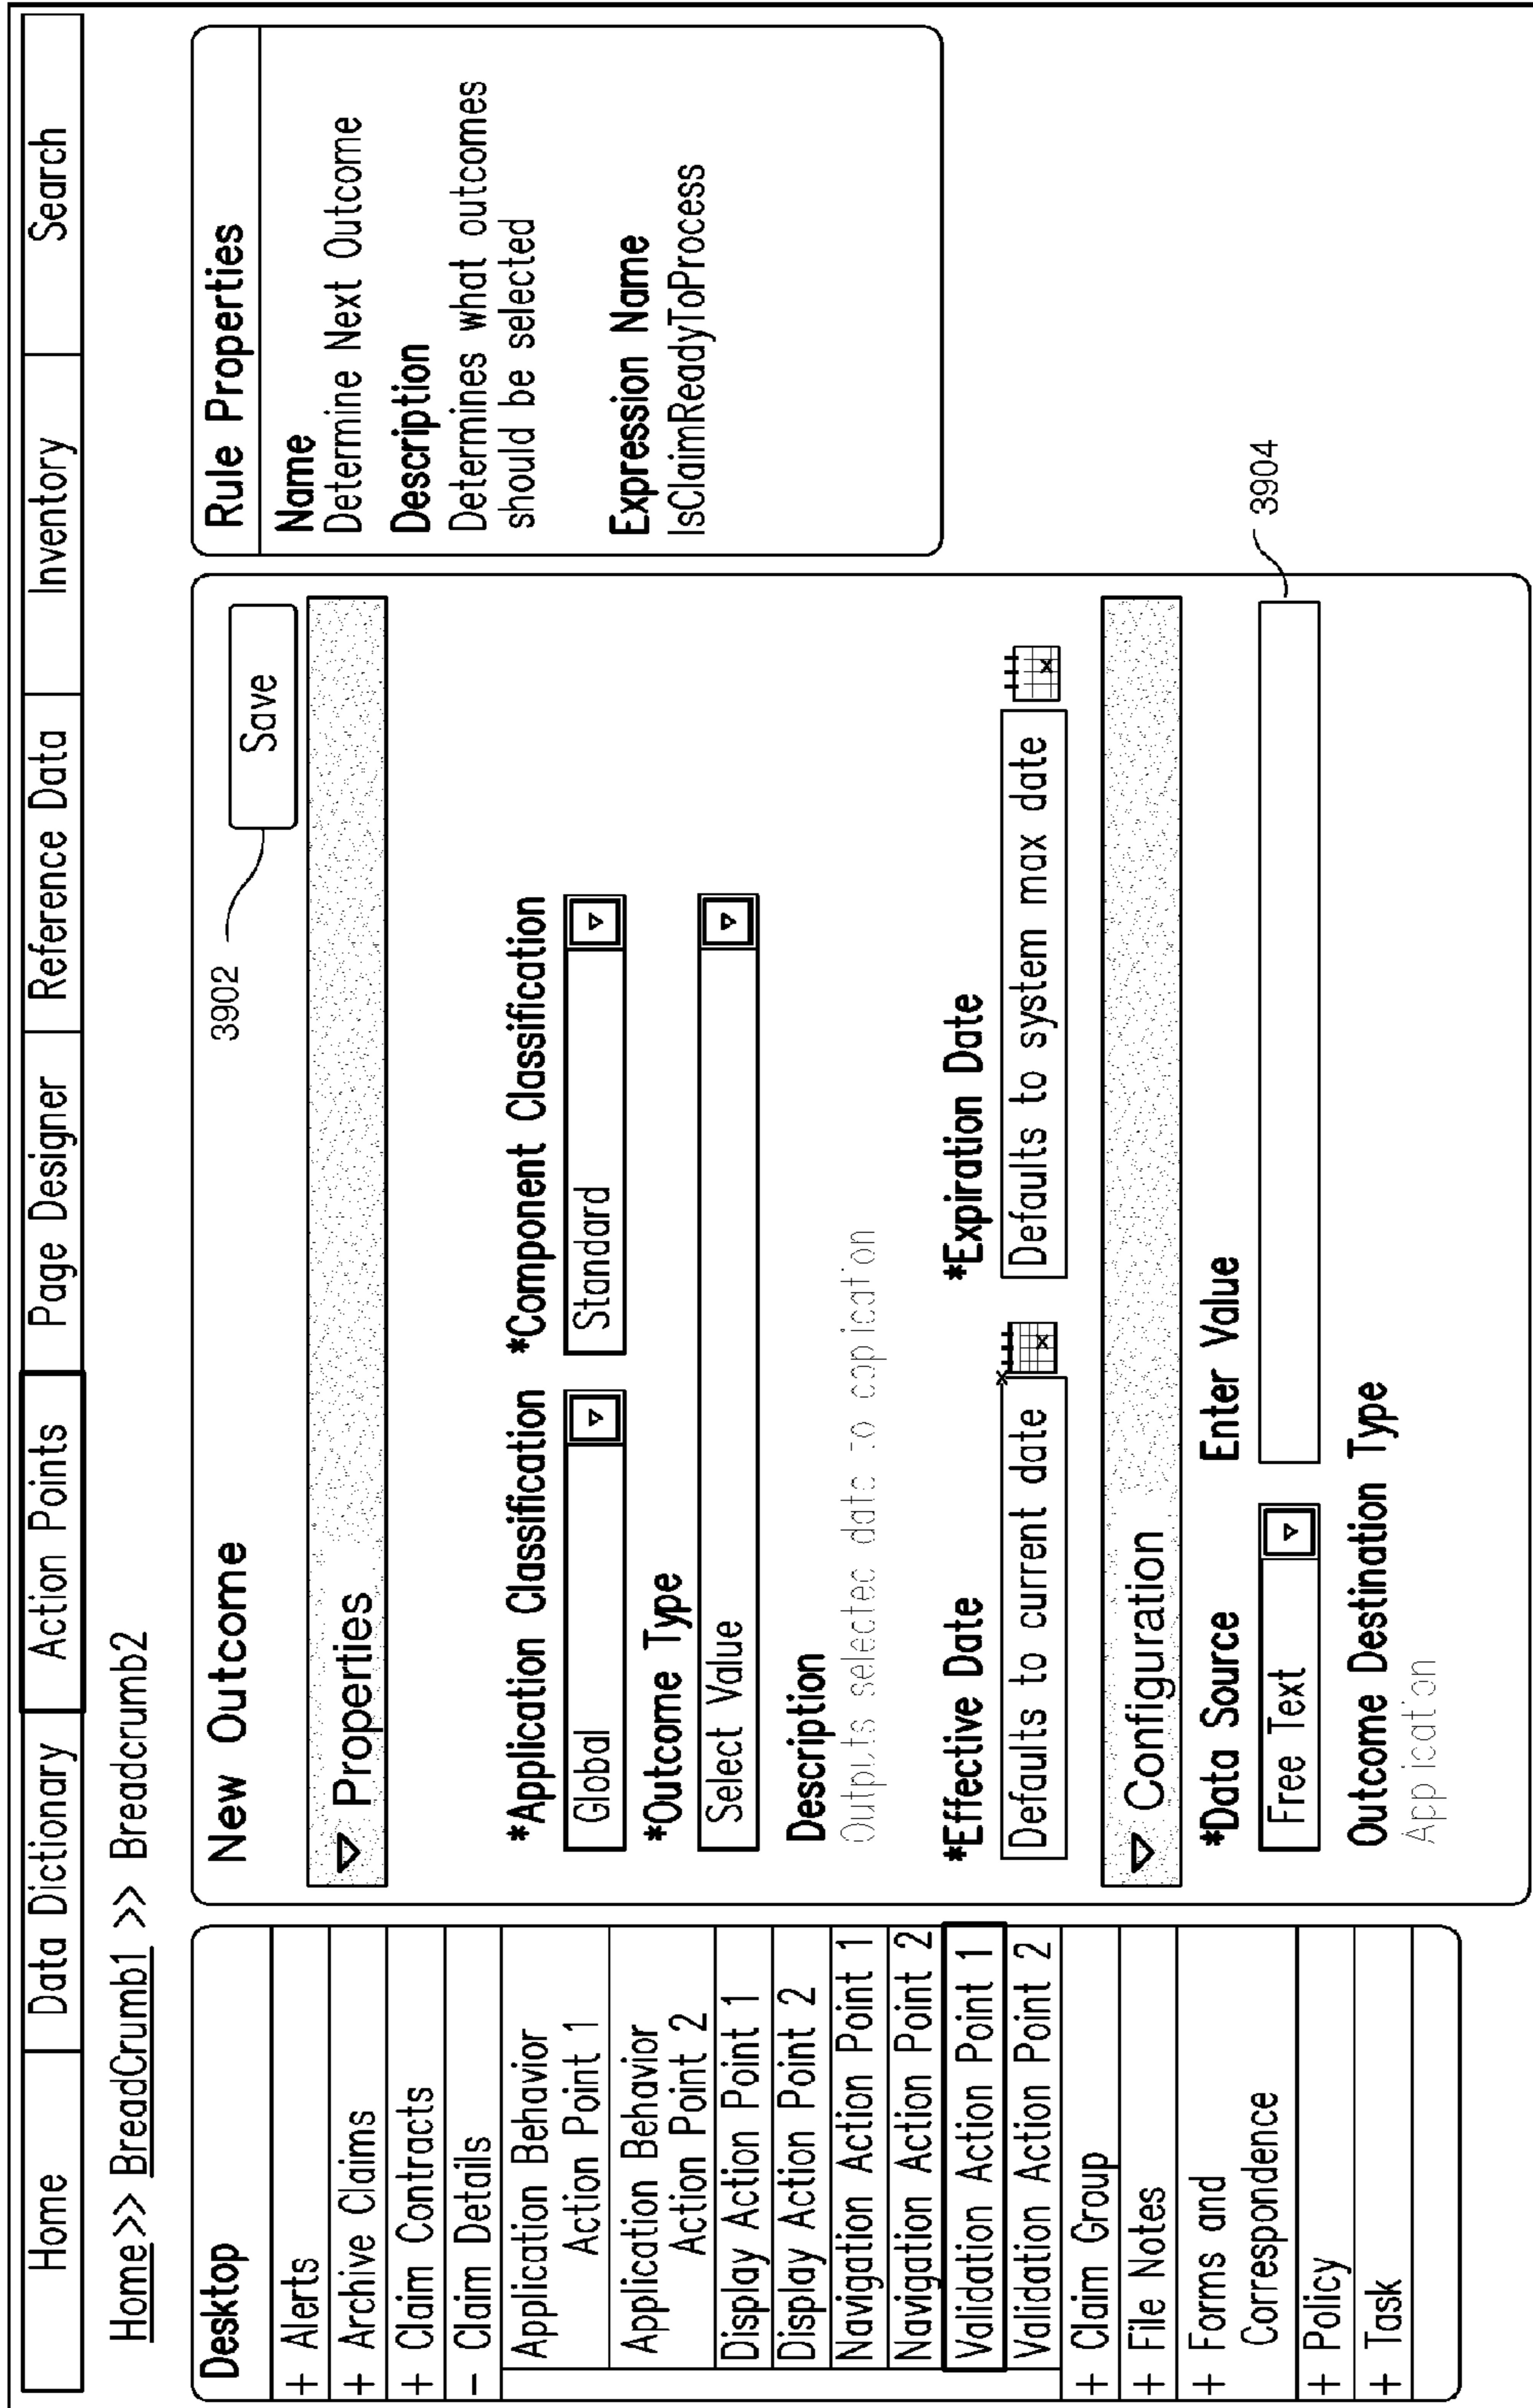 Home
Data Dictionary
Action Points
Page Designer
Reference Data
Inventory
Search
Home>> BreadCrumb1 >> Breadcrumb2
Desktop
+ Alerts
+ Archive Claims
+ Claim Contracts
- Claim Details
Application Behavior
Action Point 1
Application Behavior
Action Point 2
Display Action Point 1
Display Action Point 2
Navigation Action Point 1
Navigation Action Point 2
Validation Action Point 1
Validation Action Point 2
+ Claim Group
+ File Notes
+ Forms and
Correspondence
+ Policy
+ Task
New Outcome
3902
Save
Properties
*Application Classification
*Component Classification
Global
Standard
*Outcome Type
Select Value
Description
Outputs selected data to application
*Effective Date
*Expiration Date
Defaults to current date
Defaults to system max date
Configuration
*Data Source
Enter Value
Free Text
3904
Outcome Destination Type
Application
Rule Properties
Name
Determine Next Outcome
Description
Determines what outcomes
should be selected
Expression Name
IsClaimReadyToProcess